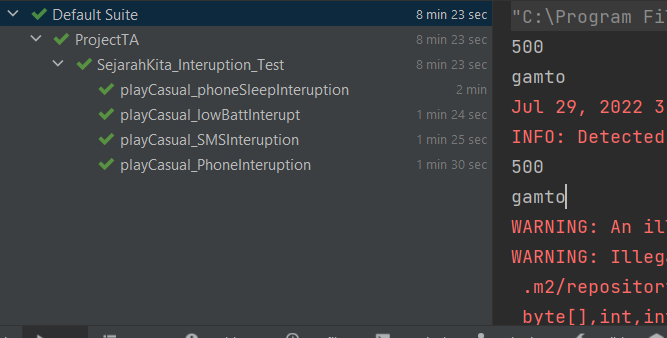 Default Suite 8 min 23 sec
ProjectTA 8 min 23 sec
SejarahKita_Interuption_Test 8 min 23 sec
playCasual_phoneSleepInteruption 2 min
playCasual_lowBattInterupt 1 min 24 sec
playCasual_SMSInteruption 1 min 25 sec
playCasual_PhoneInteruption 1 min 30 sec
"C:\Program Fi
500
gamto
Jul 29, 2022 3
INFO: Detected
500
gamto
WARNING: An il
WARNING: Illega
.m2/repositor
byte[],int,in